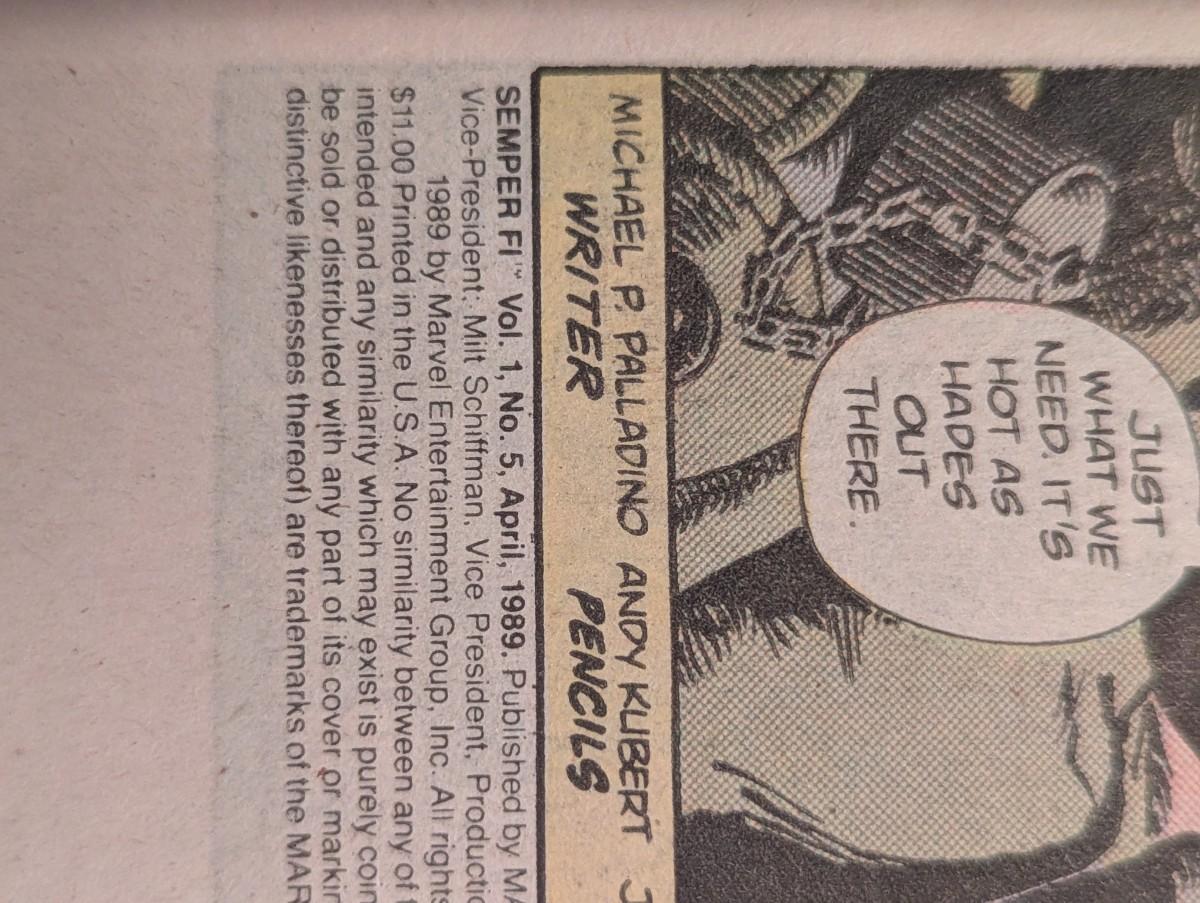 JUST
WHAT WE
NEED. IT'S
HOT AS
HADES
OUT
THERE.
MICHAEL P. PALLADINO ANDY KUBERT
WRITER PENCILS
SEMPER FI™ Vol. 1, No. 5, April, 1989. Published by
Vice-President: Milt Schiffman, Vice President, Productio
1989 by Marvel Entertainment Group, Inc. All rights
$11.00 Printed in the U.S.A. No similarity between any of
intended and any similarity which may exist is purely coin
be sold or distributed with any part of its cover or markin
distinctive likenesses thereof) are trademarks of the MAR